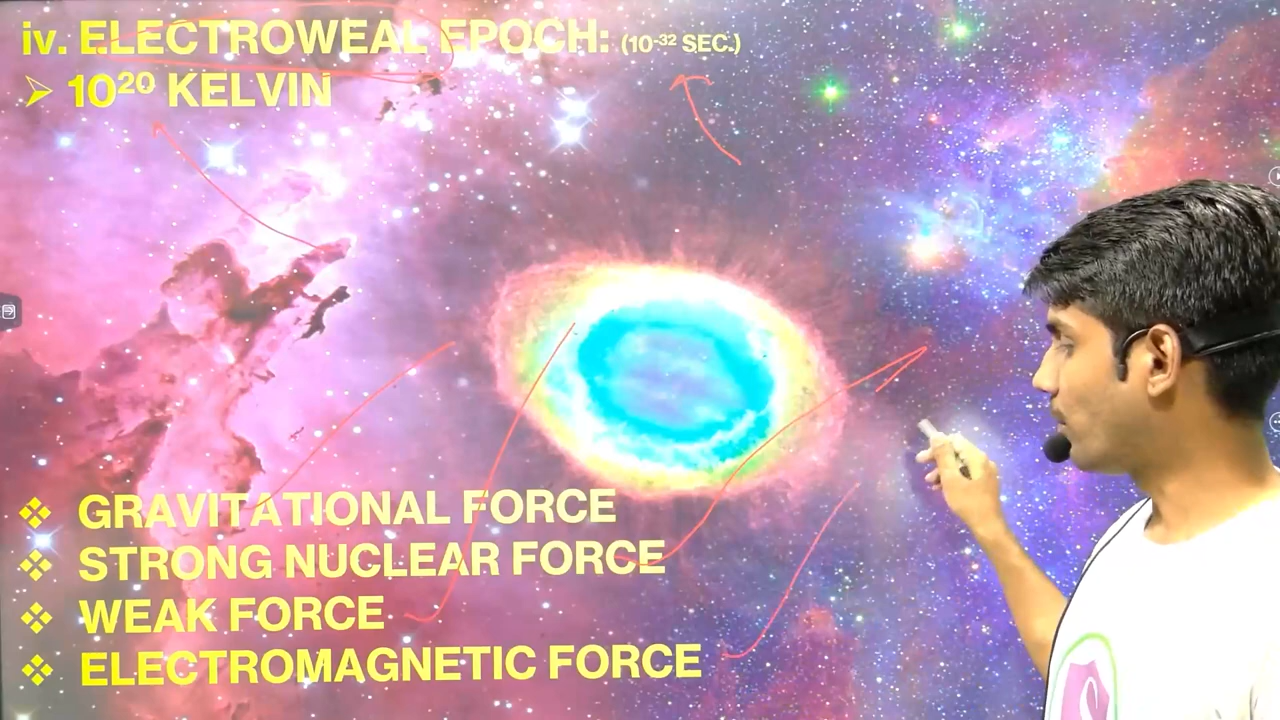 iv. ELECTROWEAL EPOCH: (10⁻³² SEC.)
➢ 10²⁰ KELVIN
❖ GRAVITATIONAL FORCE
❖ STRONG NUCLEAR FORCE
❖ WEAK FORCE
❖ ELECTROMAGNETIC FORCE